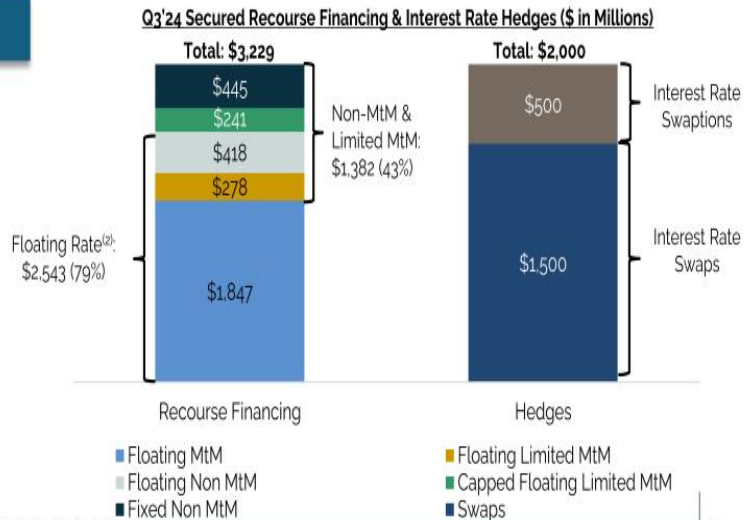 Q3'24 Secured Recourse Financing & Interest Rate Hedges ($ in Millions)
Total: $3,229
Total: $2,000
$445
$241
$418
$278
$1,847
Non-MtM &
Limited MtM:
$1,382 (43%)
Floating Rate(2):
$2,543 (79%)
$500
$1,500
Interest Rate
Swaptions
Interest Rate
Swaps
Recourse Financing
Hedges
Floating MtM
Floating Limited MtM
Floating Non MtM
Capped Floating Limited MtM
Fixed Non MtM
Swaps